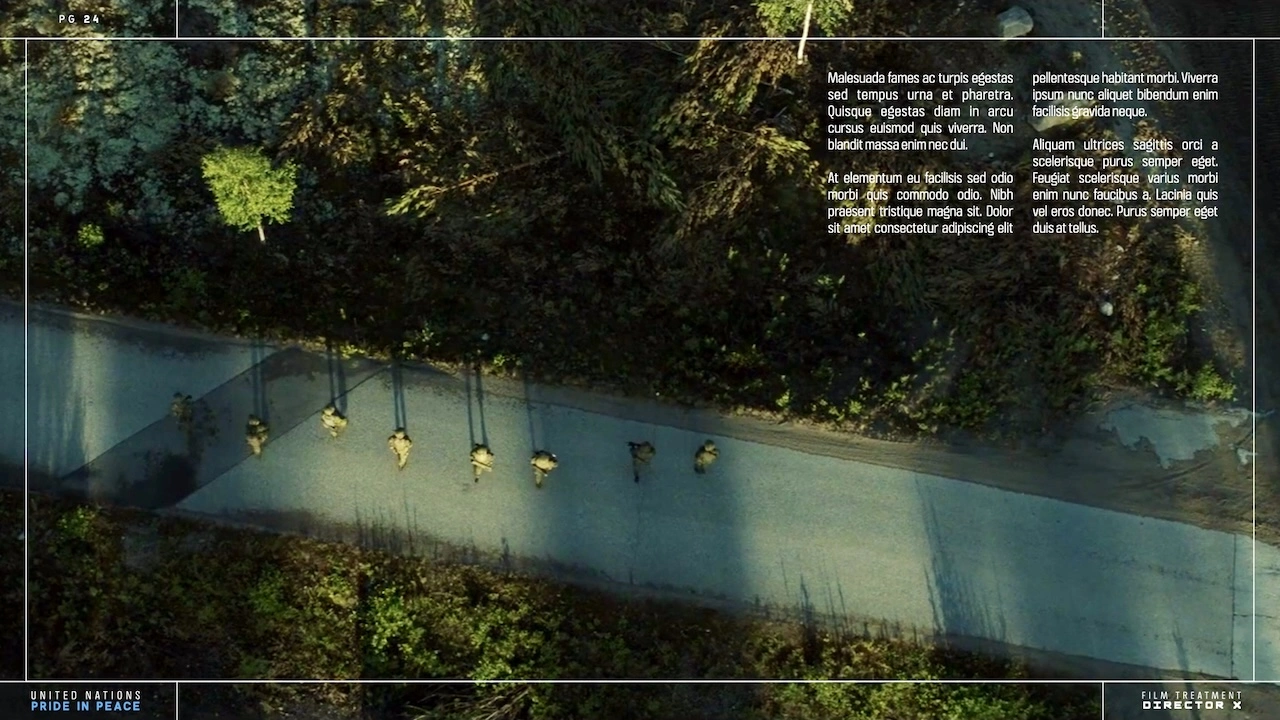 PG 24
Malesuada fames ac turpis egestas
sed tempus urna et pharetra.
Quisque egestas diam in arcu
cursus euismod quis viverra. Non
blandit massa enim nec dui.
At elementum eu facilisis sed odio
morbi quis commodo odio. Nibh
praesent tristique magna sit. Dolor
sit amet consectetur adipiscing elit
pellentesque habitant morbi. Viverra
ipsum nunc aliquet bibendum enim
facilisis gravida neque.
Aliquam ultrices sagittis orci a
scelerisque purus semper eget.
Feugiat scelerisque varius morbi
enim nunc faucibus a. Lacinia quis
vel eros donec. Purus semper eget
duis at tellus.
UNITED NATIONS
PRIDE IN PEACE
FILM TREATMENT
DIRECTOR X